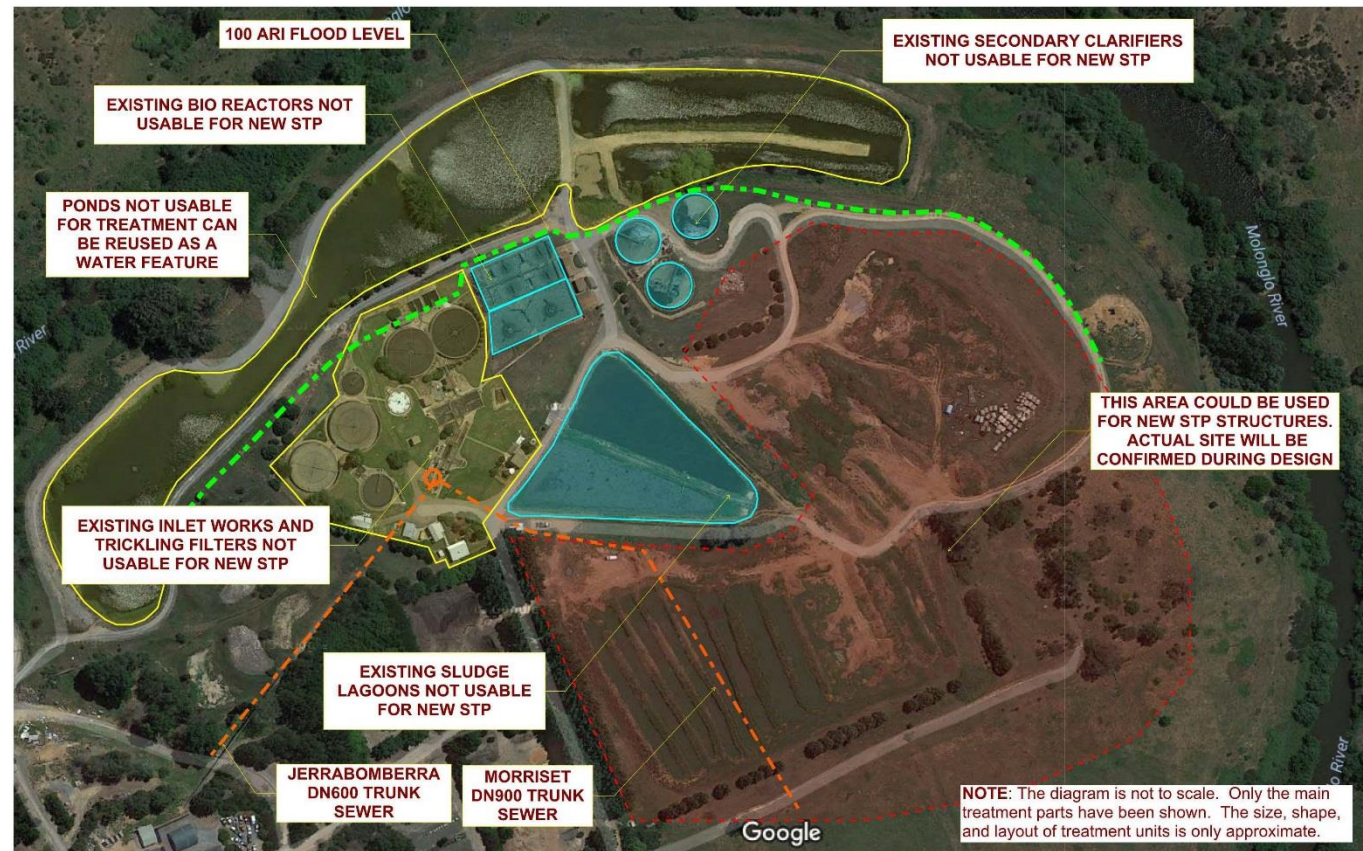 100 ARI FLOOD LEVEL
EXISTING SECONDARY CLARIFIERS
NOT USABLE FOR NEW STP
EXISTING BIO REACTORS NOT
USABLE FOR NEW STP
PONDS NOT USABLE
FOR TREATMENT CAN
BE REUSED AS A
WATER FEATURE
Molonglo River
THIS AREA COULD BE USED
FOR NEW STP STRUCTURES.
ACTUAL SITE WILL BE
CONFIRMED DURING DESIGN
EXISTING INLET WORKS AND
TRICKLING FILTERS NOT
USABLE FOR NEW STP
EXISTING SLUDGE
LAGOONS NOT USABLE
FOR NEW STP
JERRABOMBERRA
DN600 TRUNK
SEWER
MORRISET
DN900 TRUNK
SEWER
River
Google
NOTE: The diagram is not to scale. Only the main
treatment parts have been shown. The size, shape,
and layout of treatment units is only approximate.